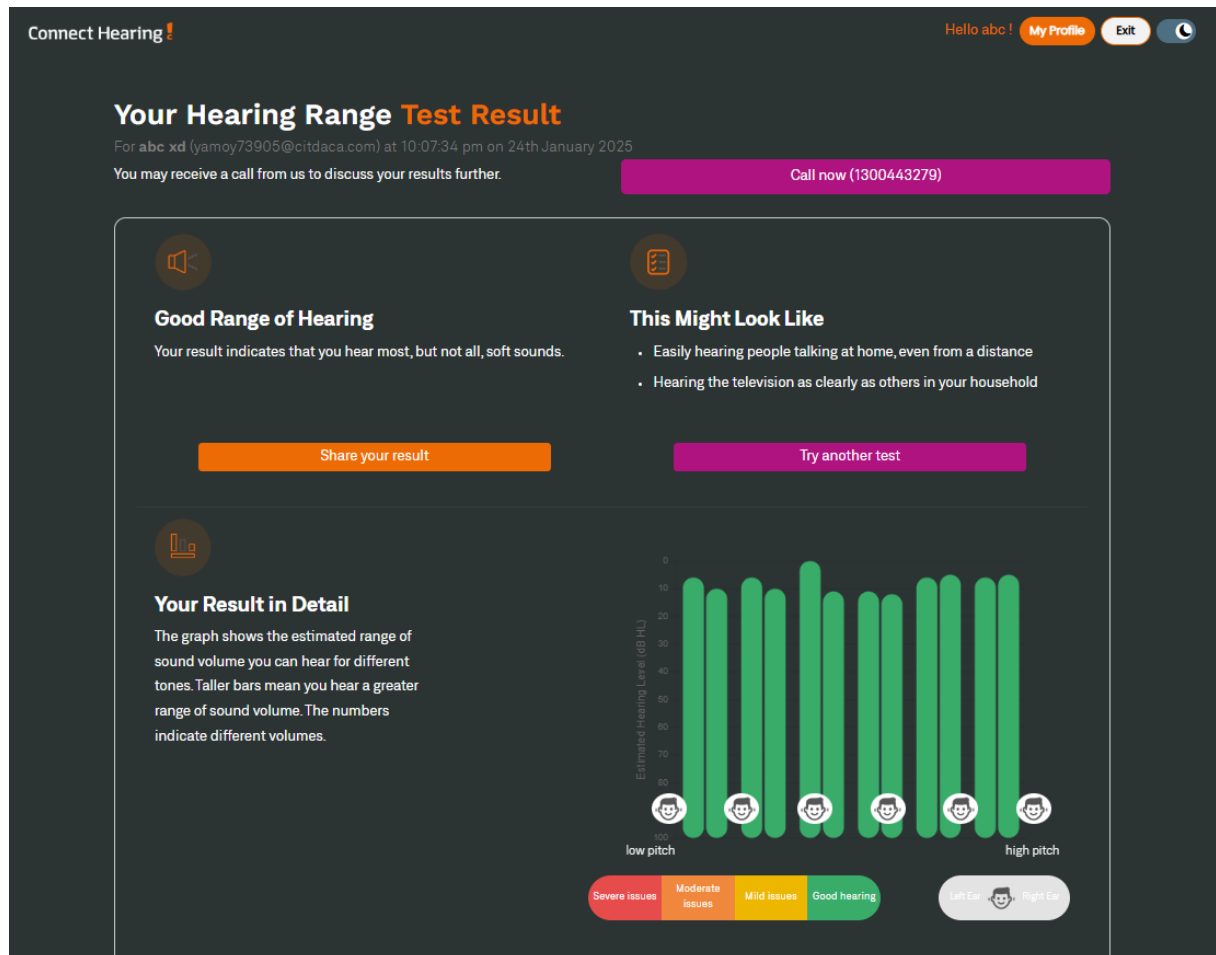 Connect Hearing!
Hello abc !
My Profile
Exit
Your Hearing Range Test Result
For abc xd (yamoy73905@citdaca.com) at 10:07:34 pm on 24th January 2025
You may receive a call from us to discuss your results further.
Call now (1300443279)
Good Range of Hearing
Your result indicates that you hear most, but not all, soft sounds.
This Might Look Like
• Easily hearing people talking at home, even from a distance
• Hearing the television as clearly as others in your household
Share your result
Try another test
Your Result in Detail
The graph shows the estimated range of
sound volume you can hear for different
tones. Taller bars mean you hear a greater
range of sound volume. The numbers
indicate different volumes.
Estimated Hearing Level (dB HL)
0
10
20
30
40
50
60
70
80
100
low pitch
high pitch
Severe issues
Moderate
issues
Mild issues
Good hearing
Left Ear
Right Ear